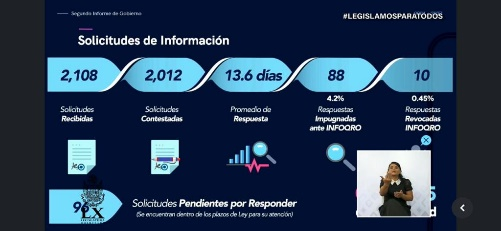 Segundo Informe de Gobierno
#LEGISLAMOSPARATODOS
Solicitudes de Información
2,108
2,012
13.6 días
88
10
Solicitudes
Recibidas
Solicitudes
Contestadas
Promedio de
Respuesta
4.2%
Respuestas
Impugnadas
ante INFOQRO
0.45%
Respuestas
Revocadas
INFOQRO
Solicitudes Pendientes por Responder
(Se encuentran dentro de los plazos de Ley para su atención)
LX